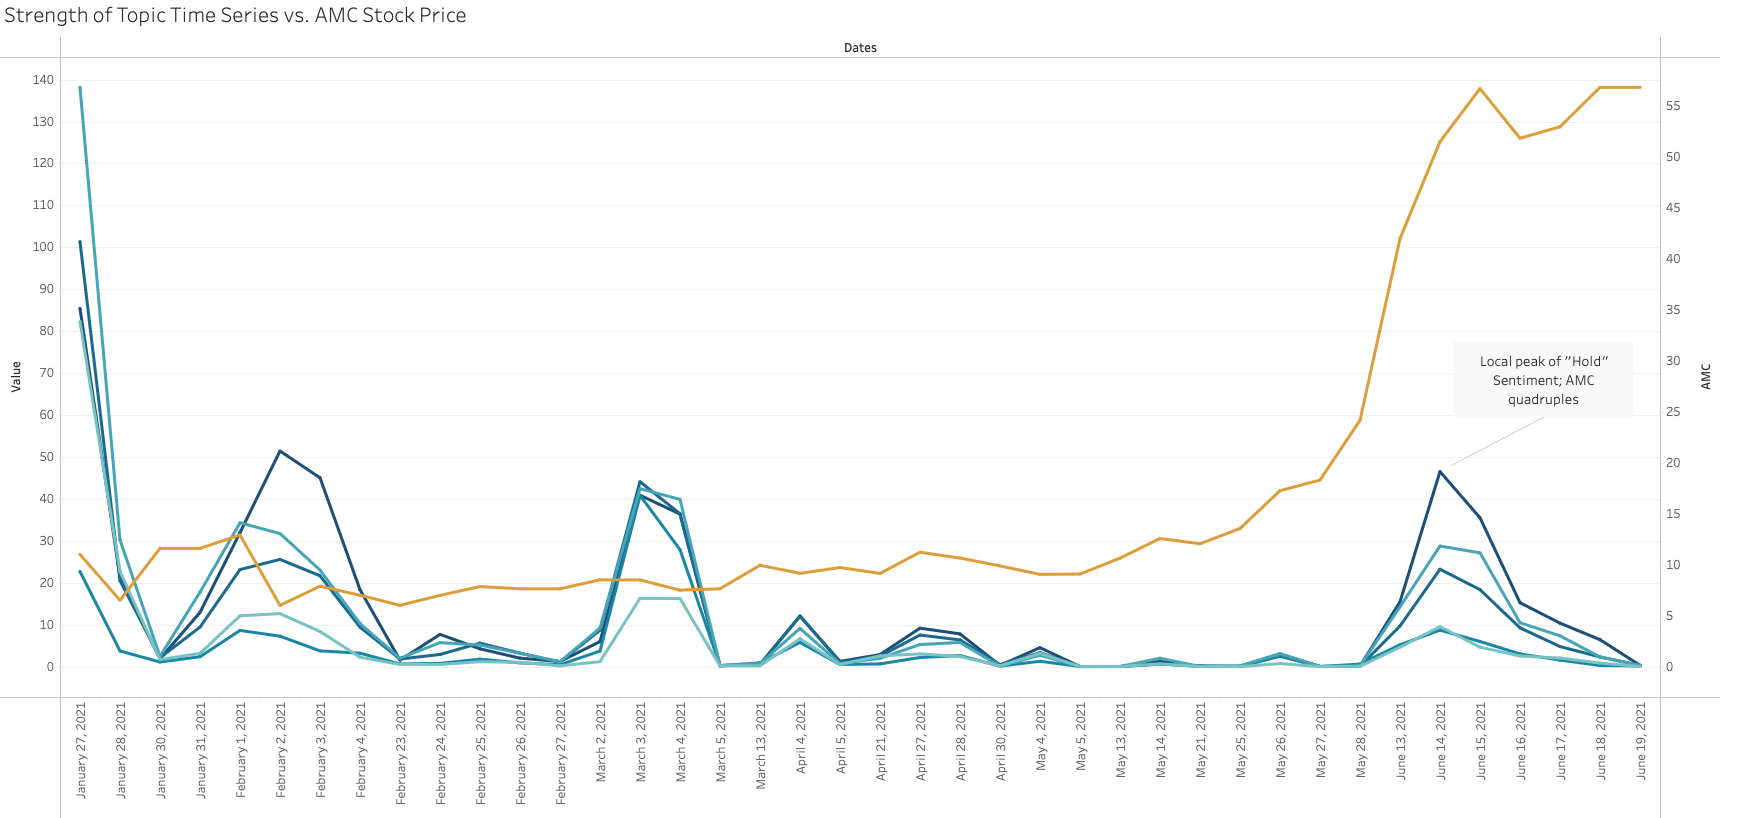 Strength of Topic Time Series vs. AMC Stock Price
Dates
140
130
120
110
100
90
80
70
60
50
40
30
20
10
0
Value
55
50
45
40
35
30
25
20
15
10
5
0
AMC
Local peak of "Hold"
Sentiment; AMC
quadruples
January 27, 2021
January 28, 2021
January 30, 2021
January 31, 2021
February 1, 2021
February 2, 2021
February 3, 2021
February 4, 2021
February 23, 2021
February 24, 2021
February 25, 2021
February 26, 2021
February 27, 2021
March 2, 2021
March 3, 2021
March 4, 2021
March 5, 2021
March 13, 2021
April 4, 2021
April 5, 2021
April 21, 2021
April 27, 2021
April 28, 2021
April 30, 2021
May 4, 2021
May 5, 2021
May 13, 2021
May 14, 2021
May 21, 2021
May 25, 2021
May 26, 2021
May 27, 2021
May 28, 2021
June 13, 2021
June 14, 2021
June 15, 2021
June 16, 2021
June 17, 2021
June 18, 2021
June 19, 2021